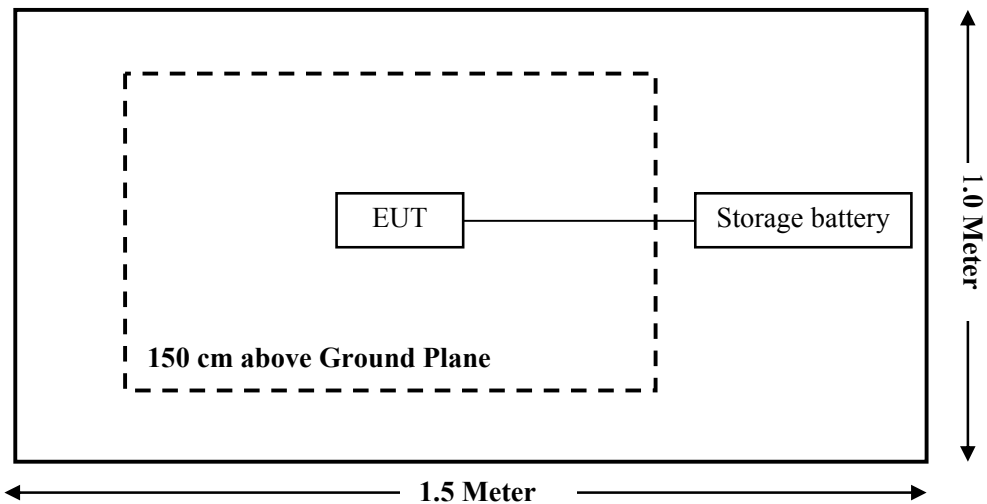 EUT
Storage battery
1.0 Meter
150 cm above Ground Plane
1.5 Meter